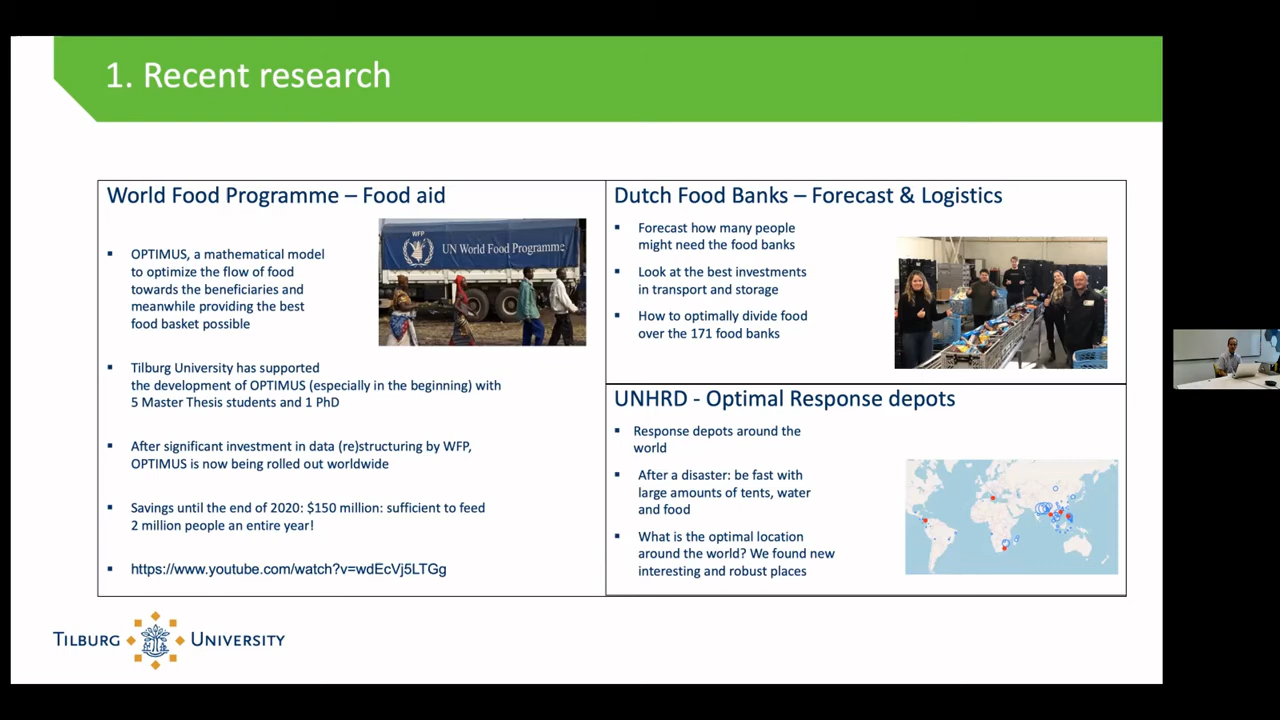 1. Recent research
World Food Programme – Food aid
▪ OPTIMUS, a mathematical model
to optimize the flow of food
towards the beneficiaries and
meanwhile providing the best
food basket possible
▪ Tilburg University has supported
the development of OPTIMUS (especially in the beginning) with
5 Master Thesis students and 1 PhD
▪ After significant investment in data (re)structuring by WFP,
OPTIMUS is now being rolled out worldwide
▪ Savings until the end of 2020: $150 million: sufficient to feed
2 million people an entire year!
▪ https://www.youtube.com/watch?v=wdEcVj5LTGg
WFP
UN World Food Programme
Dutch Food Banks – Forecast & Logistics
▪ Forecast how many people
might need the food banks
▪ Look at the best investments
in transport and storage
▪ How to optimally divide food
over the 171 food banks
UNHRD - Optimal Response depots
▪ Response depots around the
world
▪ After a disaster: be fast with
large amounts of tents, water
and food
▪ What is the optimal location
around the world? We found new
interesting and robust places
TILBURG UNIVERSITY